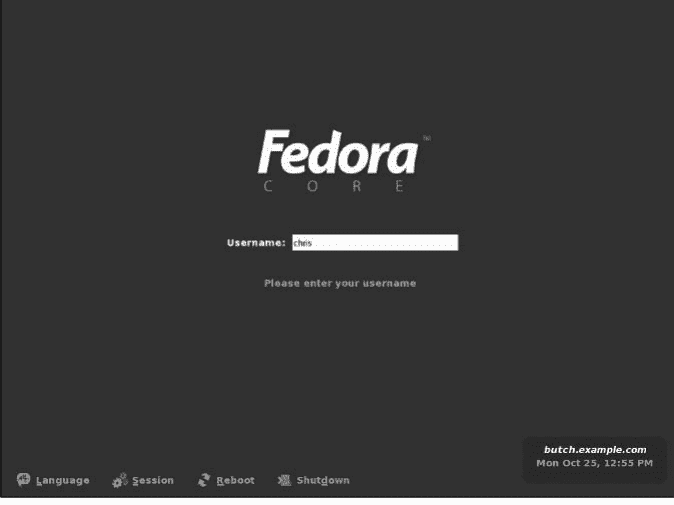 Fedora
CORE
Username: chris
Please enter your username
butch.example.com
Mon Oct 25, 12:55 PM
Language Session Reboot Shutdown